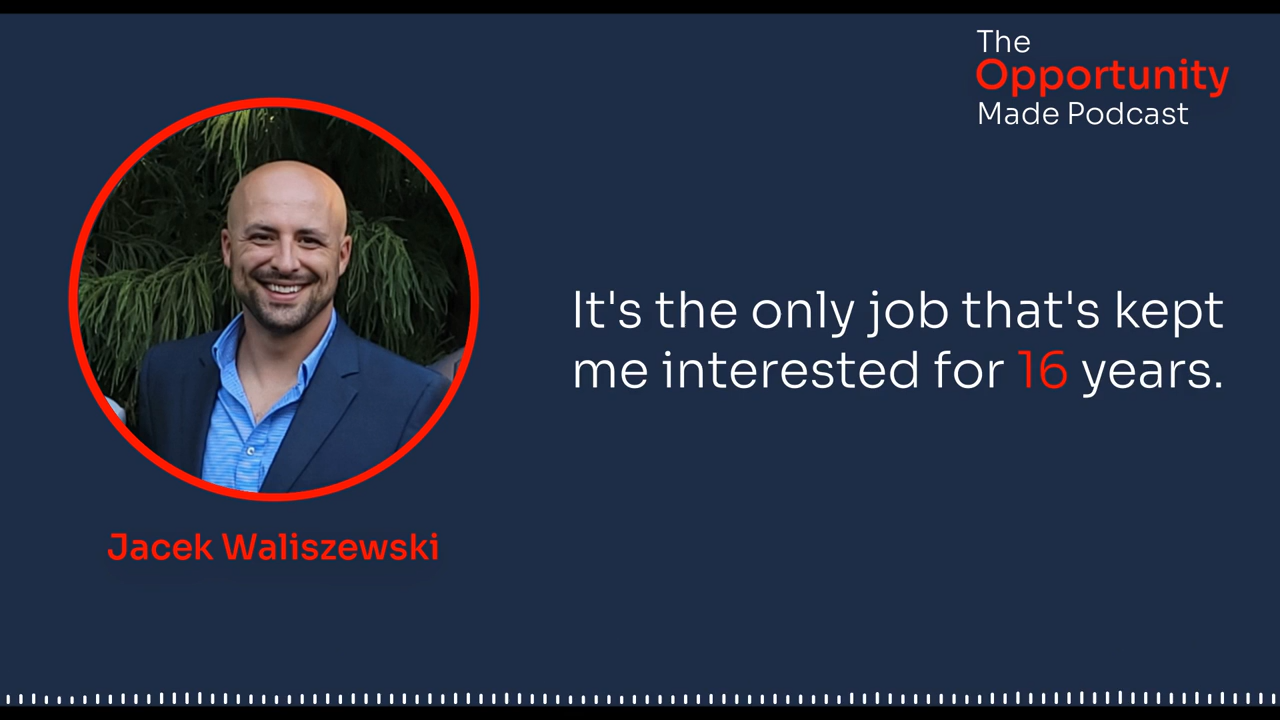 The
Opportunity
Made Podcast
It's the only job that's kept
me interested for 16 years.
Jacek Waliszewski